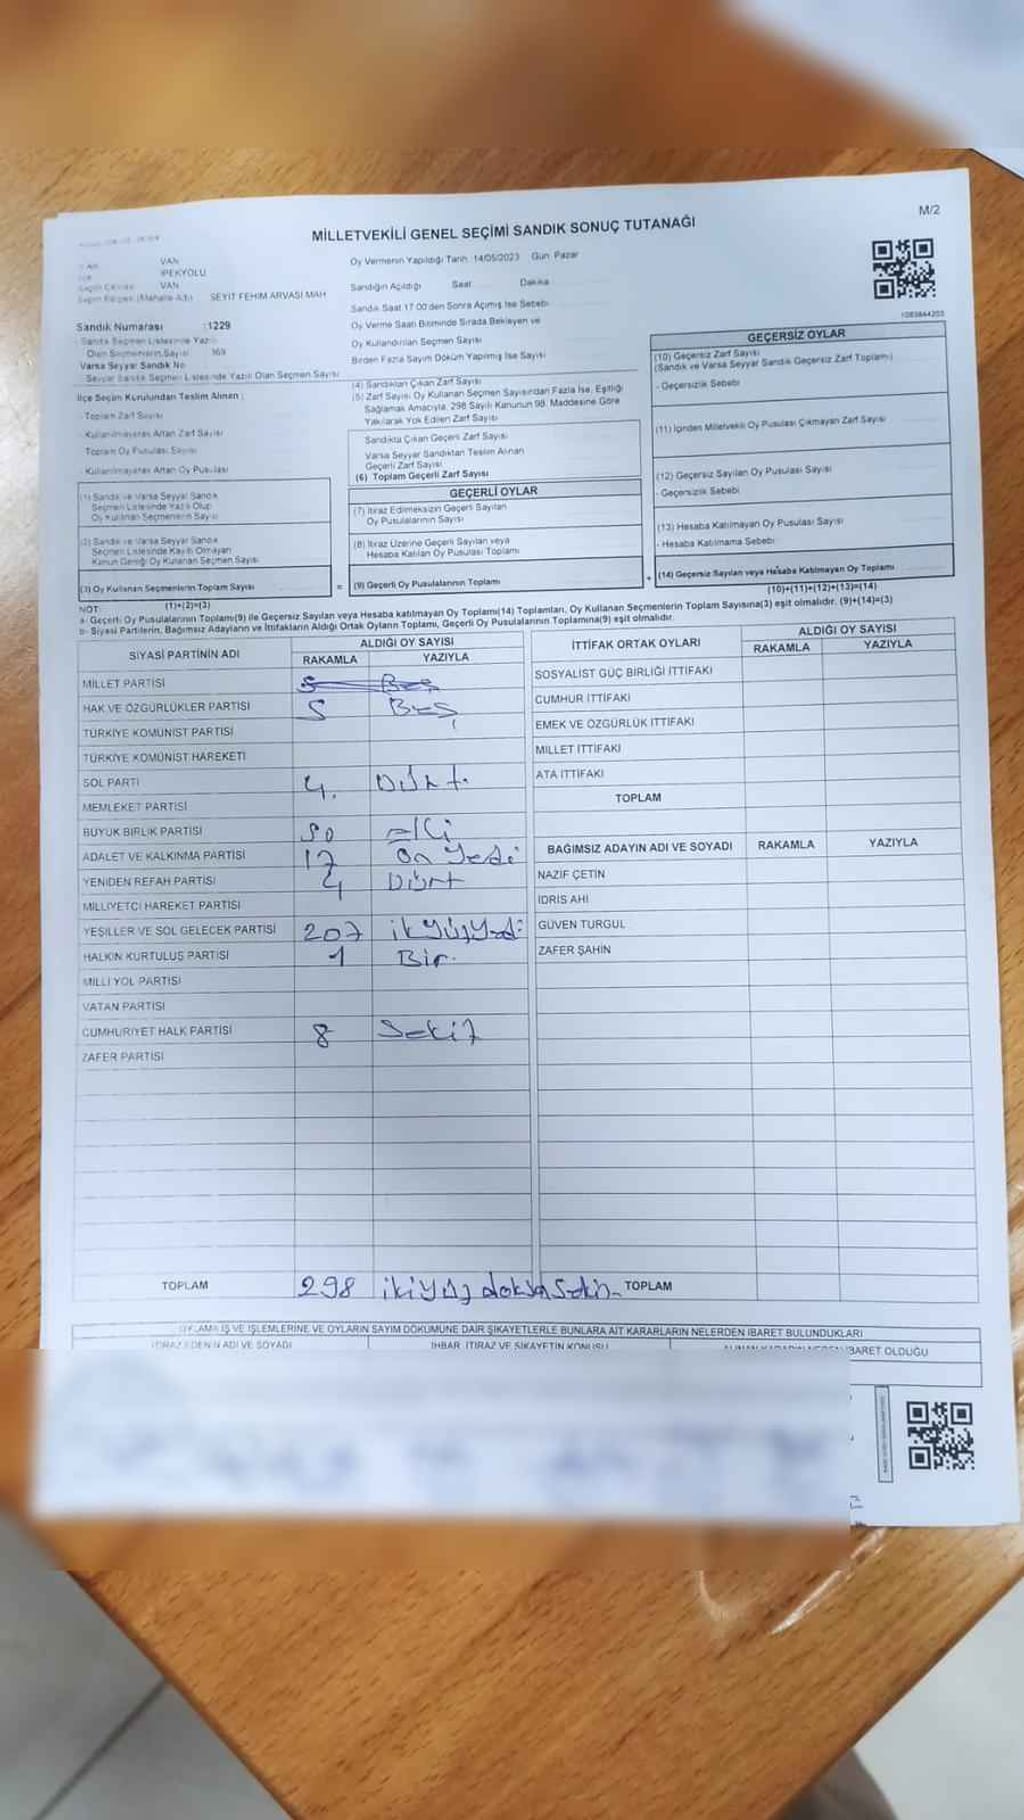 M/2
MİLLETVEKİLİ GENEL SEÇİMİ SANDIK SONUÇ TUTANAĞI
VAN
İPEKYOLU
VAN
SEYİT FEHİM ARVASİ MAH
Sandık Numarası : 1229
Sandık Seçmen Listesinde Yazılı
Olan Seçmenlerin Sayısı 369
Varsa Seyyar Sandık No
Seyyar Sandık Seçmen Listesinde Yazılı Olan Seçmen Sayısı
Oy Vermenin Yapıldığı Tarih :14/05/2023 Gün: Pazar
Sandığın Açıldığı Saat Dakika
Sandık Saat 17:00'den Sonra Açılmış İse Sebebi
Oy Verme Saati Bitiminde Sırada Bekleyen ve
Oy Kullandırılan Seçmen Sayısı
Birden Fazla Sayım Döküm Yapılmış İse Sayısı
İlçe Seçim Kurulundan Teslim Alınan :
- Toplam Zarf Sayısı
- Kullanılmayarak Artan Zarf Sayısı
Toplam Oy Pusulası Sayısı
- Kullanılmayarak Artan Oy Pusulası
(1) Sandık ve Varsa Seyyar Sandık
Seçmen Listesinde Yazılı Olup
Oy Kullanan Seçmenlerin Sayısı
(2) Sandık ve Varsa Seyyar Sandık
Seçmen Listesinde Kayıtlı Olmayan
Kanun Gereği Oy Kullanan Seçmen Sayısı
(3) Oy Kullanan Seçmenlerin Toplam Sayısı
(1)+(2)=(3)
(4) Sandıktan Çıkan Zarf Sayısı
(5) Zarf Sayısı Oy Kullanan Seçmen Sayısından Fazla İse, Eşitliği
Sağlamak Amacıyla, 298 Sayılı Kanunun 98. Maddesine Göre
Yakılarak Yok Edilen Zarf Sayısı
Sandıkta Çıkan Geçerli Zarf Sayısı
Varsa Seyyar Sandıktan Teslim Alınan
Geçerli Zarf Sayısı
(6) Toplam Geçerli Zarf Sayısı
GEÇERLİ OYLAR
(7) İtiraz Edilmeksizin Geçerli Sayılan
Oy Pusulalarının Sayısı
(8) İtiraz Üzerine Geçerli Sayılan veya
Hesaba Katılan Oy Pusulası Toplamı
= (9) Geçerli Oy Pusulalarının Toplamı +
GEÇERSİZ OYLAR
(10) Geçersiz Zarf Sayısı
(Sandık ve Varsa Seyyar Sandık Geçersiz Zarf Toplamı)
- Geçersizlik Sebebi
(11) İçinden Milletvekili Oy Pusulası Çıkmayan Zarf Sayısı
(12) Geçersiz Sayılan Oy Pusulası Sayısı
- Geçersizlik Sebebi
(13) Hesaba Katılmayan Oy Pusulası Sayısı
- Hesaba Katılmama Sebebi
(14) Geçersiz Sayılan veya Hesaba Katılmayan Oy Toplamı
(10)+(11)+(12)+(13)=(14)
NOT:
a- Geçerli Oy Pusulalarının Toplamı(9) ile Geçersiz Sayılan veya Hesaba katılmayan Oy Toplamı(14) Toplamları, Oy Kullanan Seçmenlerin Toplam Sayısına(3) eşit olmalıdır. (9)+(14)=(3)
b- Siyasi Partilerin, Bağımsız Adayların ve İttifakların Aldığı Ortak Oyların Toplamı, Geçerli Oy Pusulalarının Toplamına(9) eşit olmalıdır.
SİYASİ PARTİNİN ADI ALDIĞI OY SAYISI
RAKAMLA YAZIYLA
MİLLET PARTİSİ 5 Beş
HAK VE ÖZGÜRLÜKLER PARTİSİ 5 Beş
TÜRKİYE KOMÜNİST PARTİSİ
TÜRKİYE KOMÜNİST HAREKETİ
SOL PARTİ 4. Dört.
MEMLEKET PARTİSİ
BÜYÜK BİRLİK PARTİSİ 50 Elli
ADALET VE KALKINMA PARTİSİ 17 On Yedi
YENİDEN REFAH PARTİSİ 4 Dört
MİLLİYETÇİ HAREKET PARTİSİ
YEŞİLLER VE SOL GELECEK PARTİSİ 207 ikiyüzyedi
HALKIN KURTULUŞ PARTİSİ 1 Bir.
MİLLİ YOL PARTİSİ
VATAN PARTİSİ
CUMHURİYET HALK PARTİSİ 8 Sekiz
ZAFER PARTİSİ
TOPLAM 298 ikiyüz doksan sekiz
İTTİFAK ORTAK OYLARI ALDIĞI OY SAYISI
RAKAMLA YAZIYLA
SOSYALİST GÜÇ BİRLİĞİ İTTİFAKI
CUMHUR İTTİFAKI
EMEK VE ÖZGÜRLÜK İTTİFAKI
MİLLET İTTİFAKI
ATA İTTİFAKI
TOPLAM
BAĞIMSIZ ADAYIN ADI VE SOYADI RAKAMLA YAZIYLA
NAZİF ÇETİN
İDRİS AHİ
GÜVEN TURGUL
ZAFER ŞAHİN
TOPLAM
İŞ VE İŞLEMLERİNE VE OYLARIN SAYIM DÖKÜMÜNE DAİR ŞİKAYETLERLE BUNLARA AİT KARARLARIN NELERDEN İBARET BULUNDUKLARI
ADI VE SOYADI İHBAR, İTİRAZ VE ŞİKAYETİN KONUSU İBARET OLDUĞU